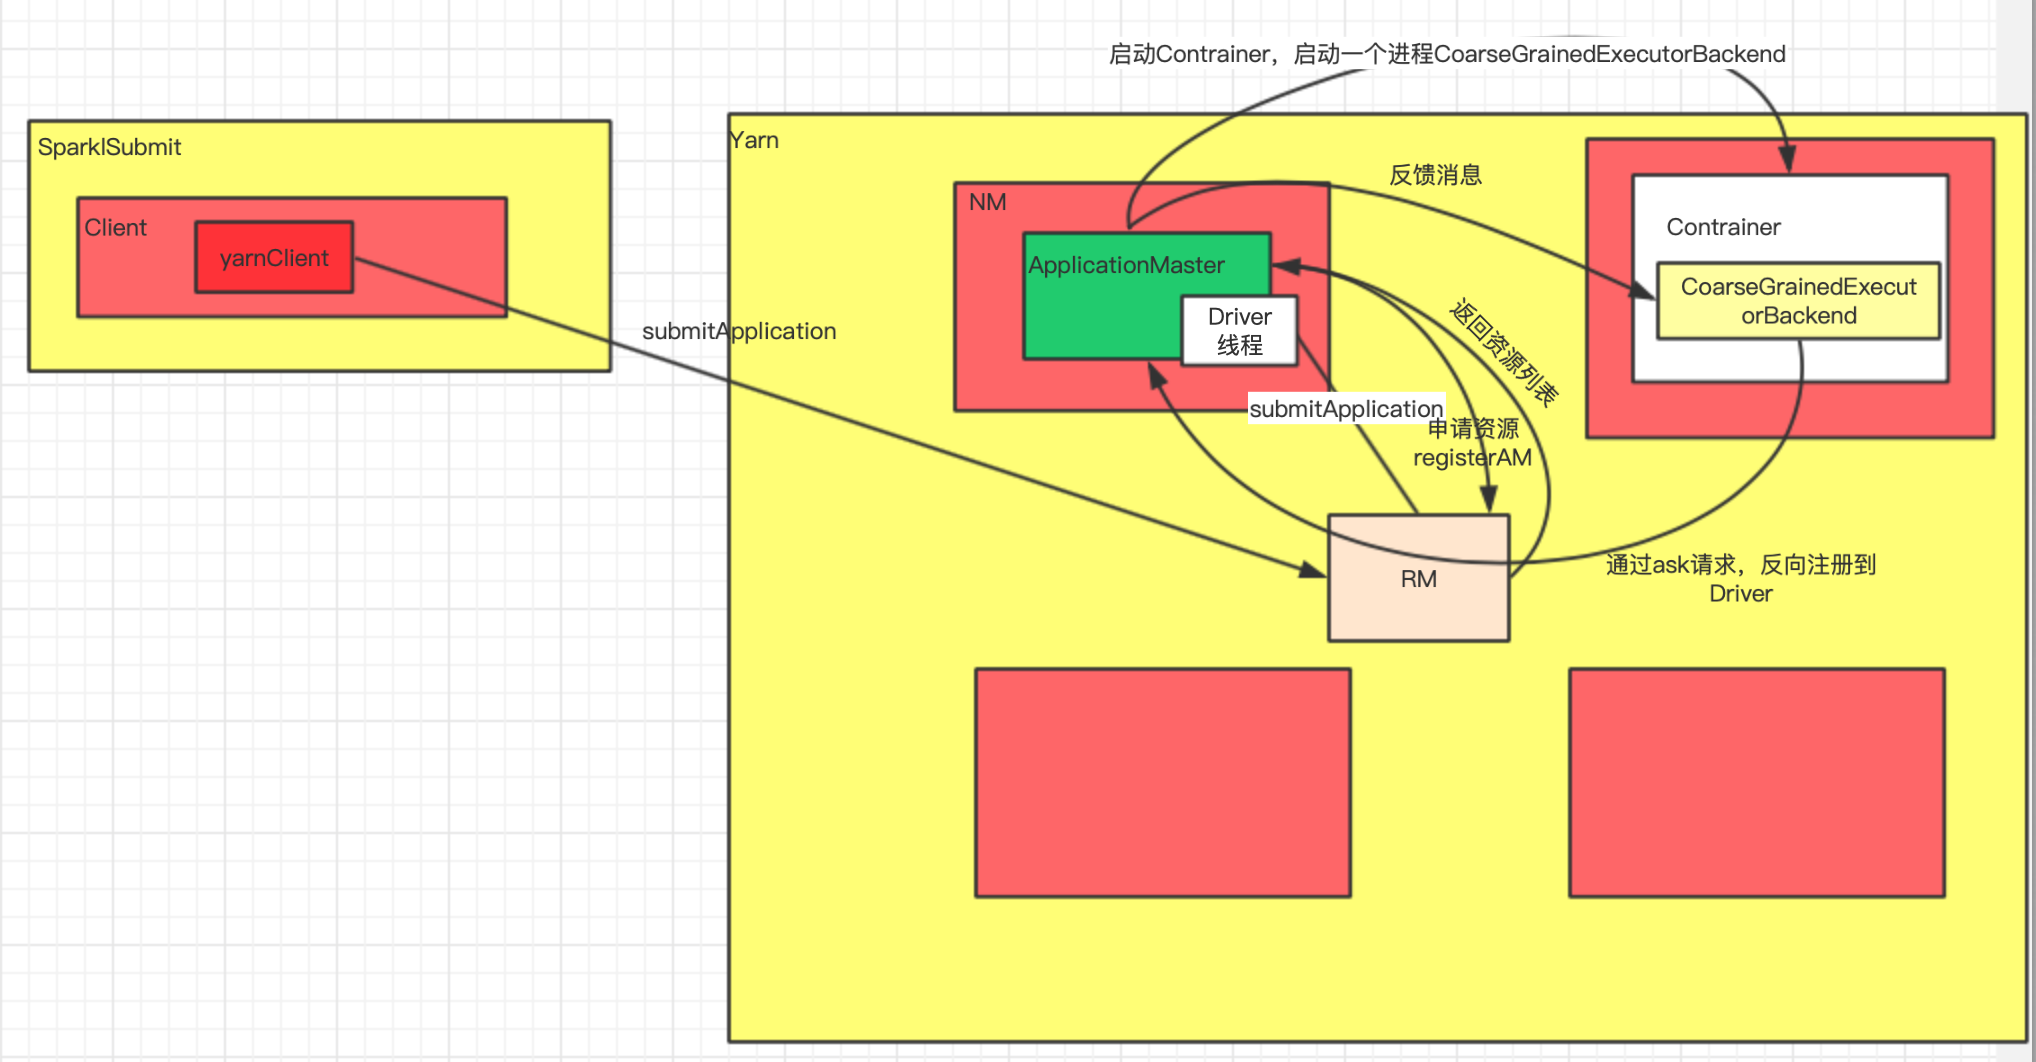 启动Contrainer，启动一个进程CoarseGrainedExecutorBackend
SparklSubmit
Client
yarnClient
submitApplication
Yarn
NM
ApplicationMaster
Driver
线程
反馈消息
Contrainer
CoarseGrainedExecut
orBackend
返回资源列表
submitApplication
申请资源
registerAM
RM
通过ask请求，反向注册到
Driver